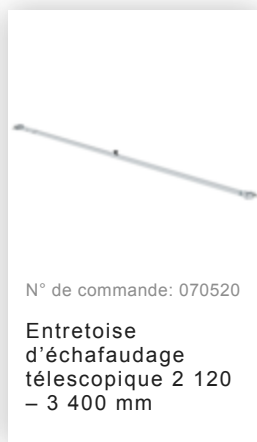 N° de commande: 070520
Entretoise
d’échafaudage
télescopique 2 120
– 3 400 mm